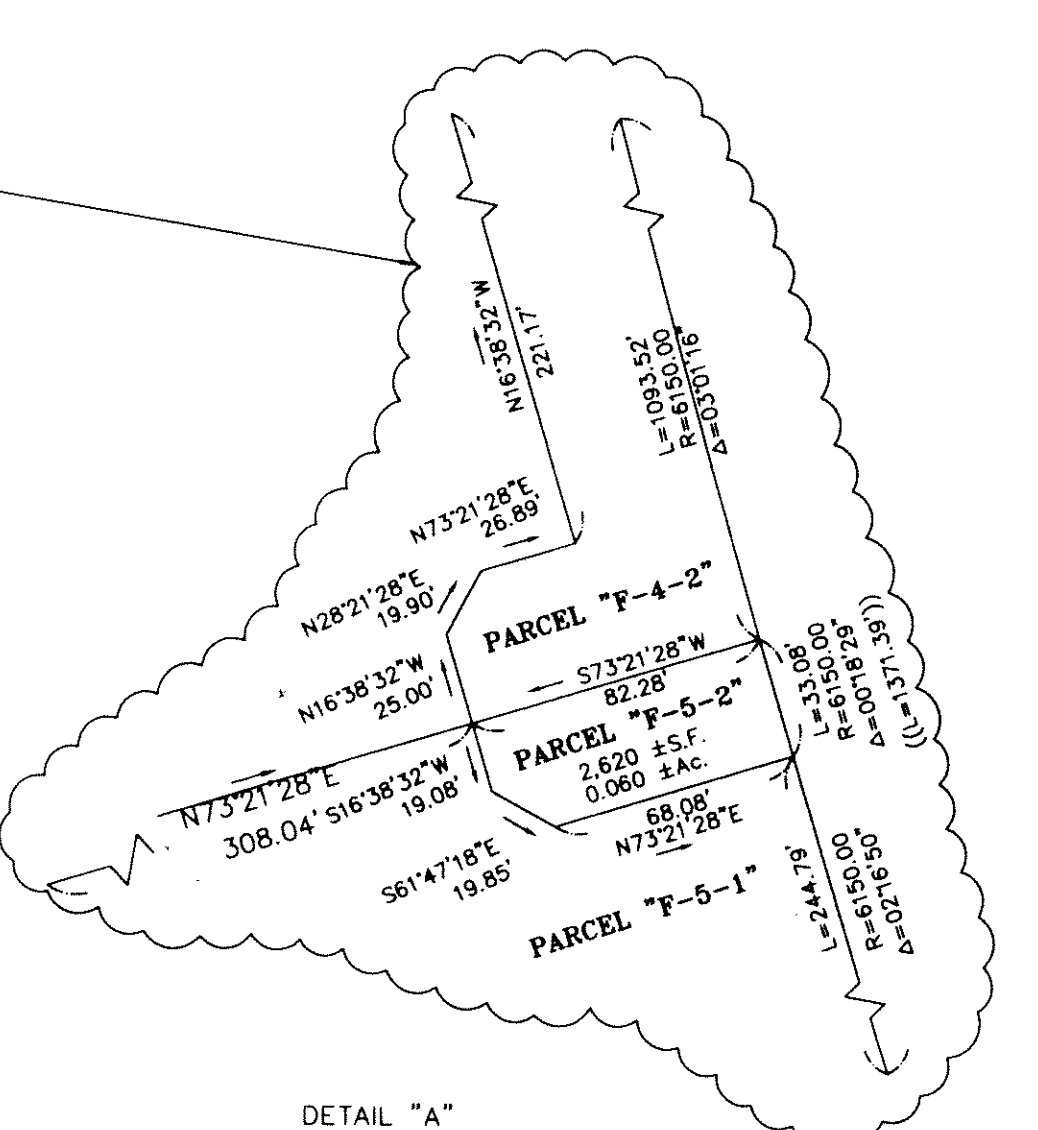 N16°38'32"W
221.17'
L=1093.52'
R=6150.00
Δ=03°01'16"
N73°21'28"E
26.89'
N28°21'28"E
19.90'
PARCEL "F-4-2"
N16°38'32"W
25.00'
S73°21'28"W
82.28'
L=33.08'
R=6150.00
Δ=00°18'29"
((L=1371.39'))
PARCEL "F-5-2"
2,620 ±S.F.
0.060 ±Ac.
N73°21'28"E
308.04'
S16°38'32"W
19.08'
68.08'
N73°21'28"E
S61°47'18"E
19.85'
L=244.79'
R=6150.00
Δ=02°16'50"
PARCEL "F-5-1"
DETAIL "A"